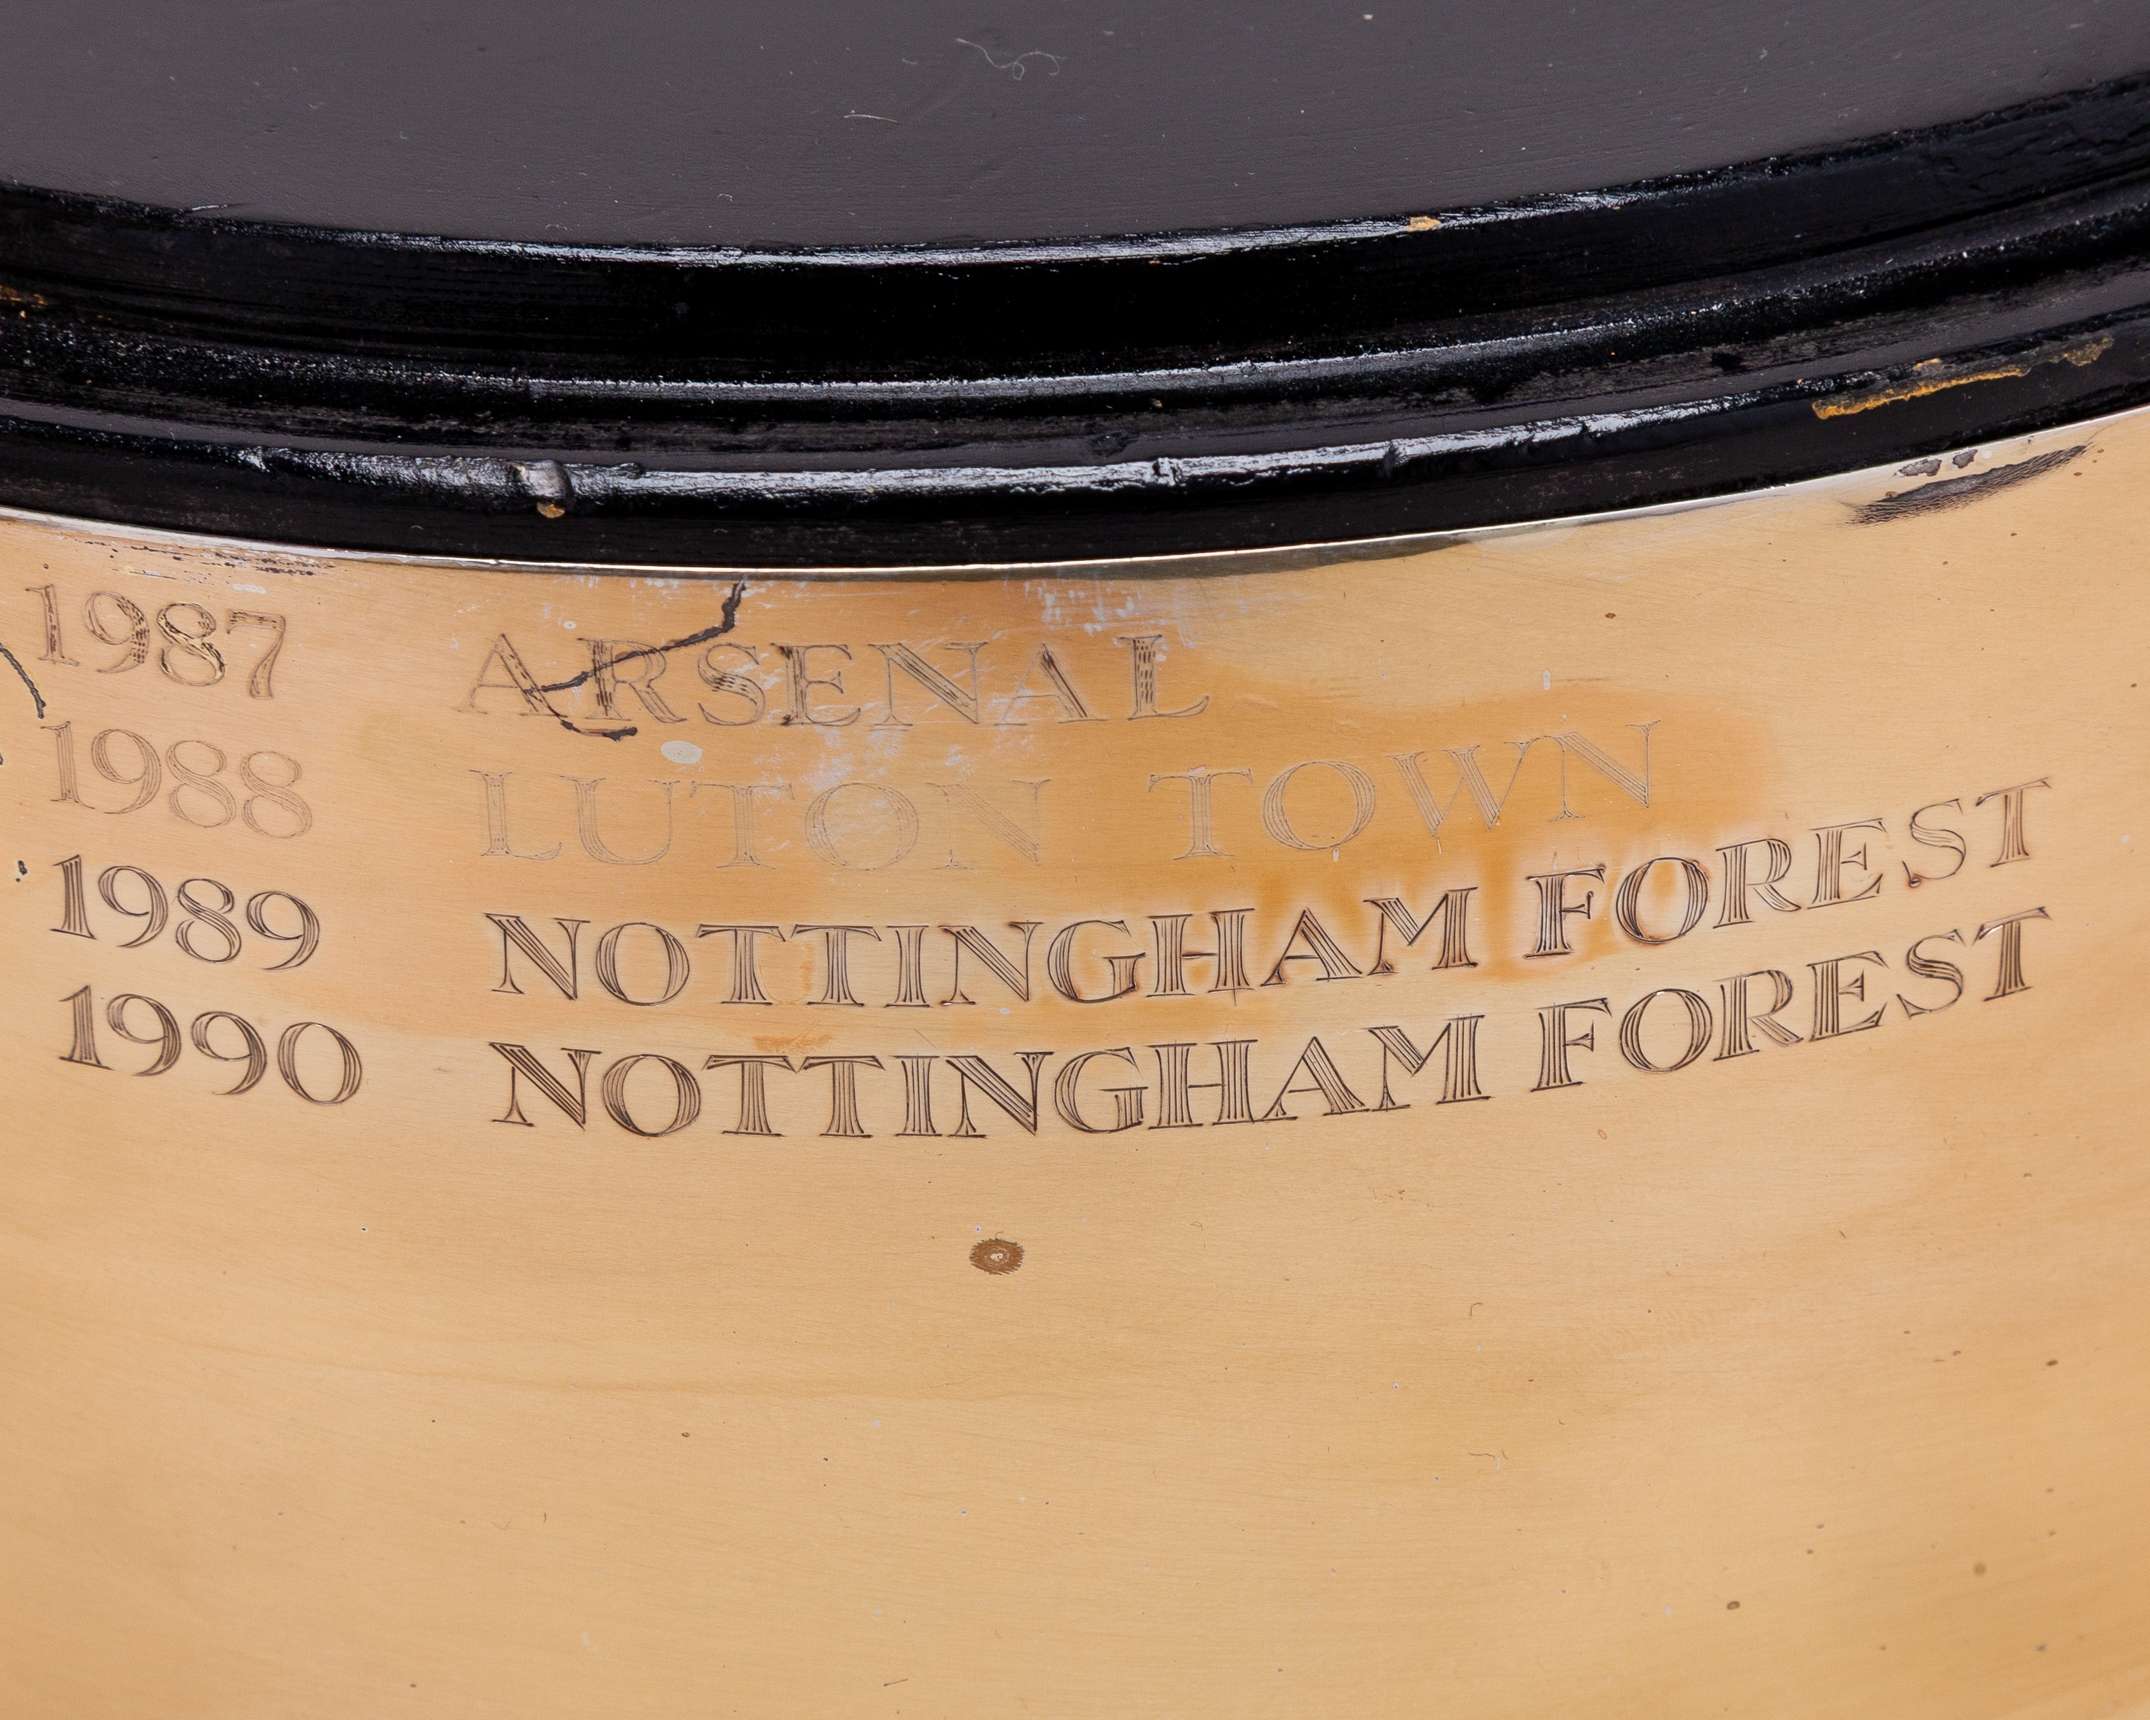 1987 ARSENAL
1988 LUTON TOWN
1989 NOTTINGHAM FOREST
1990 NOTTINGHAM FOREST